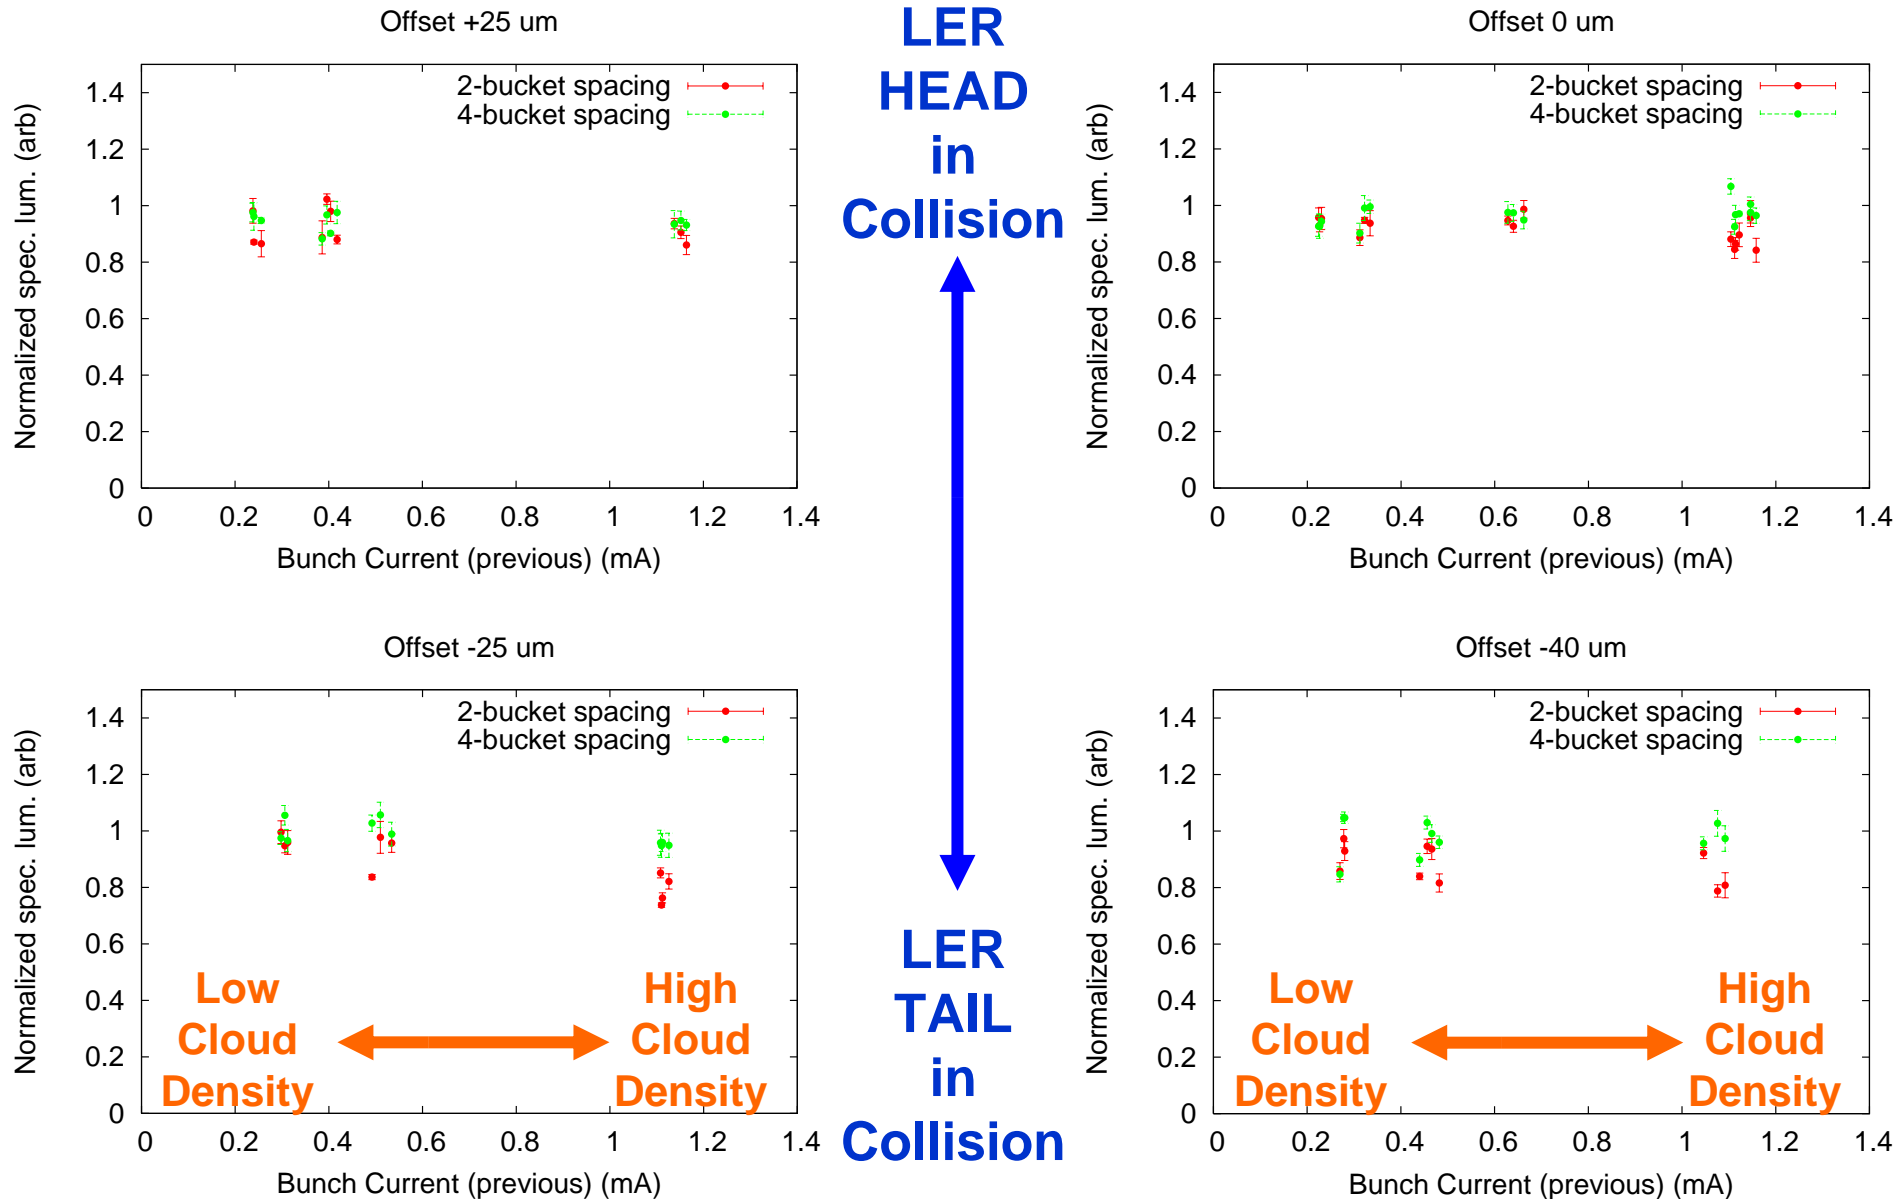 Offset +25 um
Normalized spec. lum. (arb)
2-bucket spacing
4-bucket spacing
1.4
1.2
1
0.8
0.6
0.4
0.2
0
0 0.2 0.4 0.6 0.8 1 1.2 1.4
Bunch Current (previous) (mA)
LER
HEAD
in
Collision
Offset 0 um
Normalized spec. lum. (arb)
2-bucket spacing
4-bucket spacing
1.4
1.2
1
0.8
0.6
0.4
0.2
0
0 0.2 0.4 0.6 0.8 1 1.2 1.4
Bunch Current (previous) (mA)
Offset -25 um
Normalized spec. lum. (arb)
2-bucket spacing
4-bucket spacing
1.4
1.2
1
0.8
0.6
0.4
0.2
0
Low
Cloud
Density
High
Cloud
Density
0 0.2 0.4 0.6 0.8 1 1.2 1.4
Bunch Current (previous) (mA)
LER
TAIL
in
Collision
Offset -40 um
Normalized spec. lum. (arb)
2-bucket spacing
4-bucket spacing
1.4
1.2
1
0.8
0.6
0.4
0.2
0
Low
Cloud
Density
High
Cloud
Density
0 0.2 0.4 0.6 0.8 1 1.2 1.4
Bunch Current (previous) (mA)